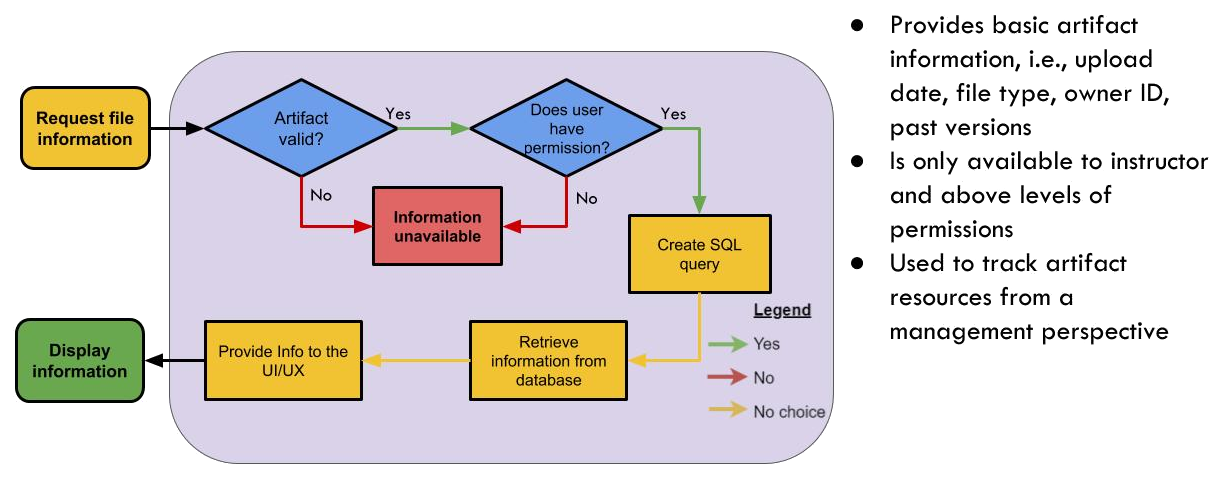 Request file
information
Artifact
valid?
Yes
Does user
have
permission?
Yes
No
No
Information
unavailable
Create SQL
query
Retrieve
information from
database
Provide Info to the
UI/UX
Display
information
Legend
Yes
No
No choice
● Provides basic artifact
information, i.e., upload
date, file type, owner ID,
past versions
● Is only available to instructor
and above levels of
permissions
● Used to track artifact
resources from a
management perspective